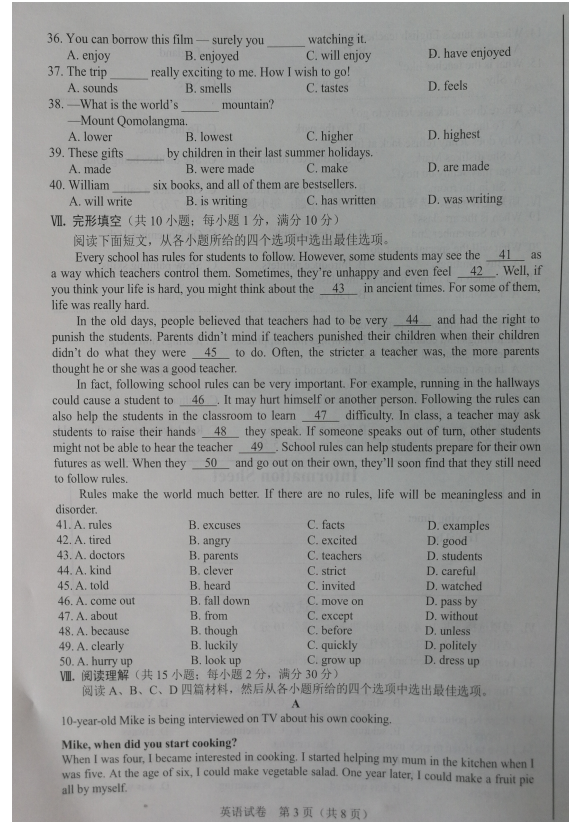 36. You can borrow this film — surely you ______ watching it.
A. enjoy B. enjoyed C. will enjoy D. have enjoyed
37. The trip ______ really exciting to me. How I wish to go!
A. sounds B. smells C. tastes D. feels
38. —What is the world's ______ mountain?
—Mount Qomolangma.
A. lower B. lowest C. higher D. highest
39. These gifts ______ by children in their last summer holidays.
A. made B. were made C. make D. are made
40. William ______ six books, and all of them are bestsellers.
A. will write B. is writing C. has written D. was writing
Ⅶ. 完形填空（共 10 小题；每小题 1 分，满分 10 分）
阅读下面短文，从各小题所给的四个选项中选出最佳选项。
Every school has rules for students to follow. However, some students may see the 41 as
a way which teachers control them. Sometimes, they're unhappy and even feel 42 . Well, if
you think your life is hard, you might think about the 43 in ancient times. For some of them,
life was really hard.
In the old days, people believed that teachers had to be very 44 and had the right to
punish the students. Parents didn't mind if teachers punished their children when their children
didn't do what they were 45 to do. Often, the stricter a teacher was, the more parents
thought he or she was a good teacher.
In fact, following school rules can be very important. For example, running in the hallways
could cause a student to 46 . It may hurt himself or another person. Following the rules can
also help the students in the classroom to learn 47 difficulty. In class, a teacher may ask
students to raise their hands 48 they speak. If someone speaks out of turn, other students
might not be able to hear the teacher 49 . School rules can help students prepare for their own
futures as well. When they 50 and go out on their own, they'll soon find that they still need
to follow rules.
Rules make the world much better. If there are no rules, life will be meaningless and in
disorder.
41. A. rules B. excuses C. facts D. examples
42. A. tired B. angry C. excited D. good
43. A. doctors B. parents C. teachers D. students
44. A. kind B. clever C. strict D. careful
45. A. told B. heard C. invited D. watched
46. A. come out B. fall down C. move on D. pass by
47. A. about B. from C. except D. without
48. A. because B. though C. before D. unless
49. A. clearly B. luckily C. quickly D. politely
50. A. hurry up B. look up C. grow up D. dress up
Ⅷ. 阅读理解（共 15 小题；每小题 2 分，满分 30 分）
阅读 A、B、C、D 四篇材料，然后从各小题所给的四个选项中选出最佳选项。
A
10-year-old Mike is being interviewed on TV about his own cooking.
Mike, when did you start cooking?
When I was four, I became interested in cooking. I started helping my mum in the kitchen when I
was five. At the age of six, I could make vegetable salad. One year later, I could make a fruit pie
all by myself.
英语试卷 第 3 页（共 8 页）